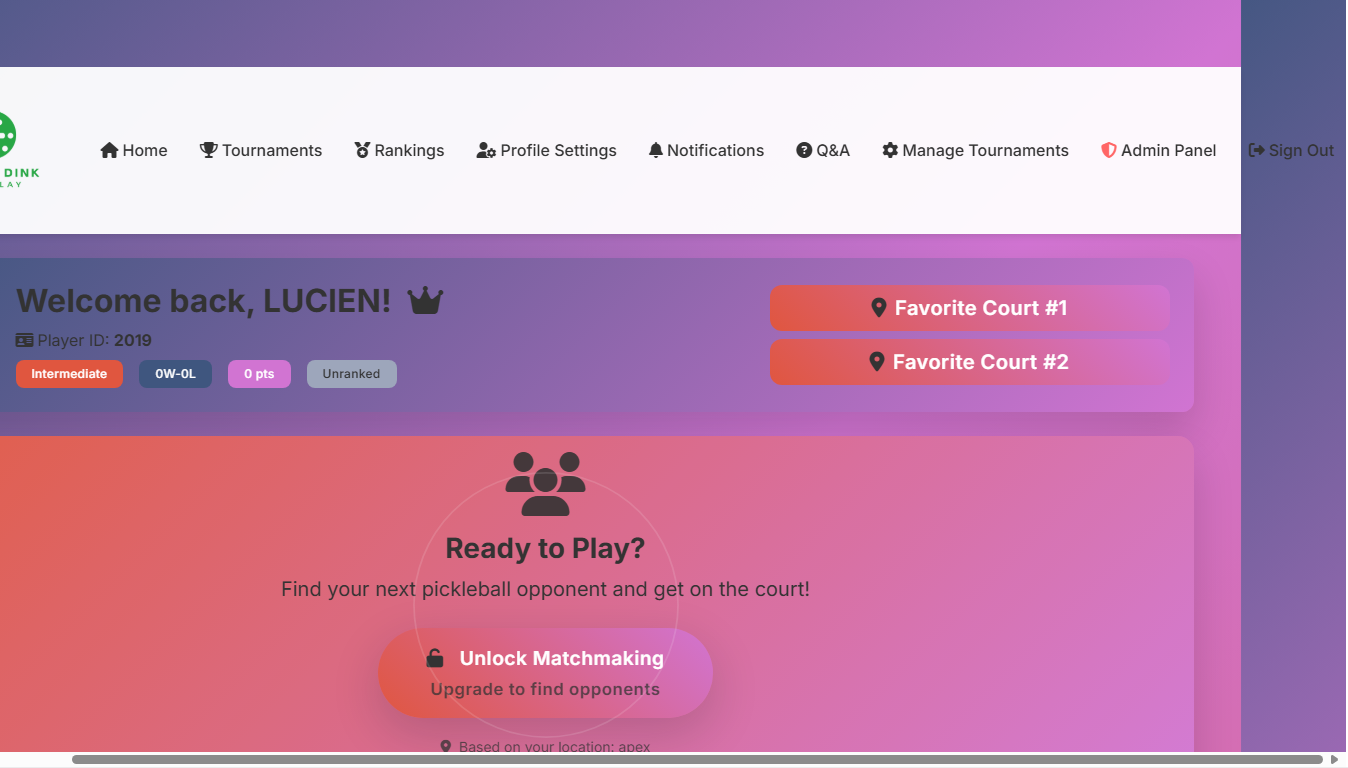 DINK
LAY
Home Tournaments Rankings Profile Settings Notifications Q&A Manage Tournaments Admin Panel Sign Out
Welcome back, LUCIEN!
Player ID: 2019
Intermediate 0W-0L 0 pts Unranked
Favorite Court #1
Favorite Court #2
Ready to Play?
Find your next pickleball opponent and get on the court!
Unlock Matchmaking
Upgrade to find opponents
Based on your location: apex